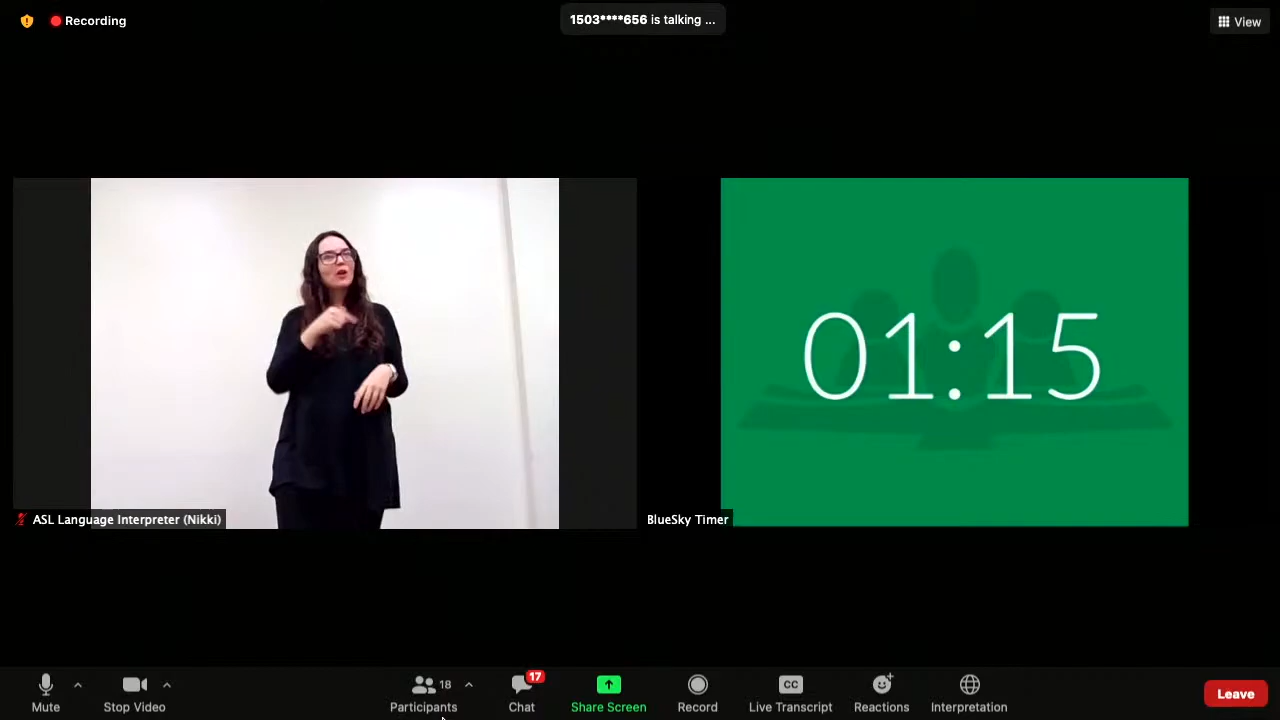 Recording
1503****656 is talking ...
View
01:15
ASL Language Interpreter (Nikki)
BlueSky Timer
Mute
Stop Video
18
Participants
17
Chat
Share Screen
Record
CC
Live Transcript
Reactions
Interpretation
Leave